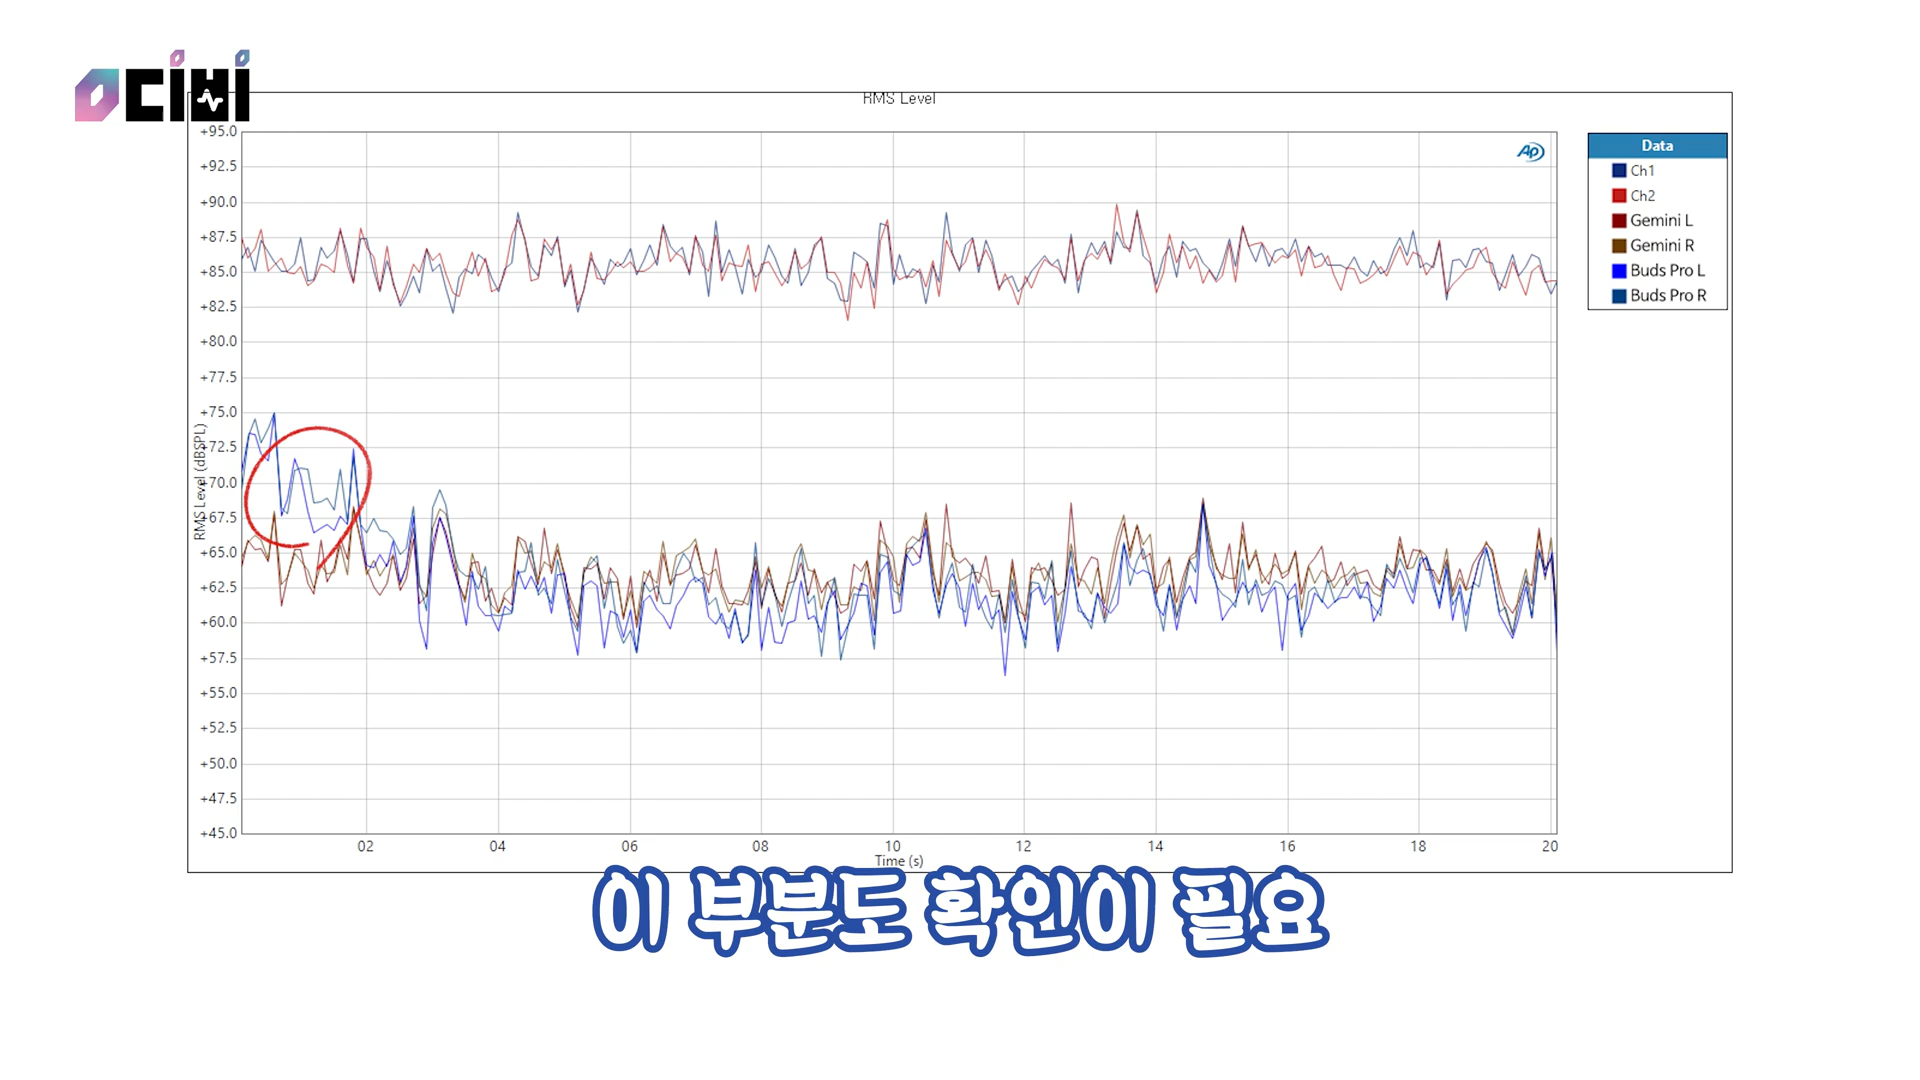 RMS Level
+95.0
+92.5
+90.0
+87.5
+85.0
+82.5
+80.0
+77.5
+75.0
+72.5
+70.0
+67.5
+65.0
+62.5
+60.0
+57.5
+55.0
+52.5
+50.0
+47.5
+45.0
RMS Level (dBSPL)
02 04 06 08 10 12 14 16 18 20
Time (s)
AP
Data
Ch1
Ch2
Gemini L
Gemini R
Buds Pro L
Buds Pro R
이 부분도 확인이 필요